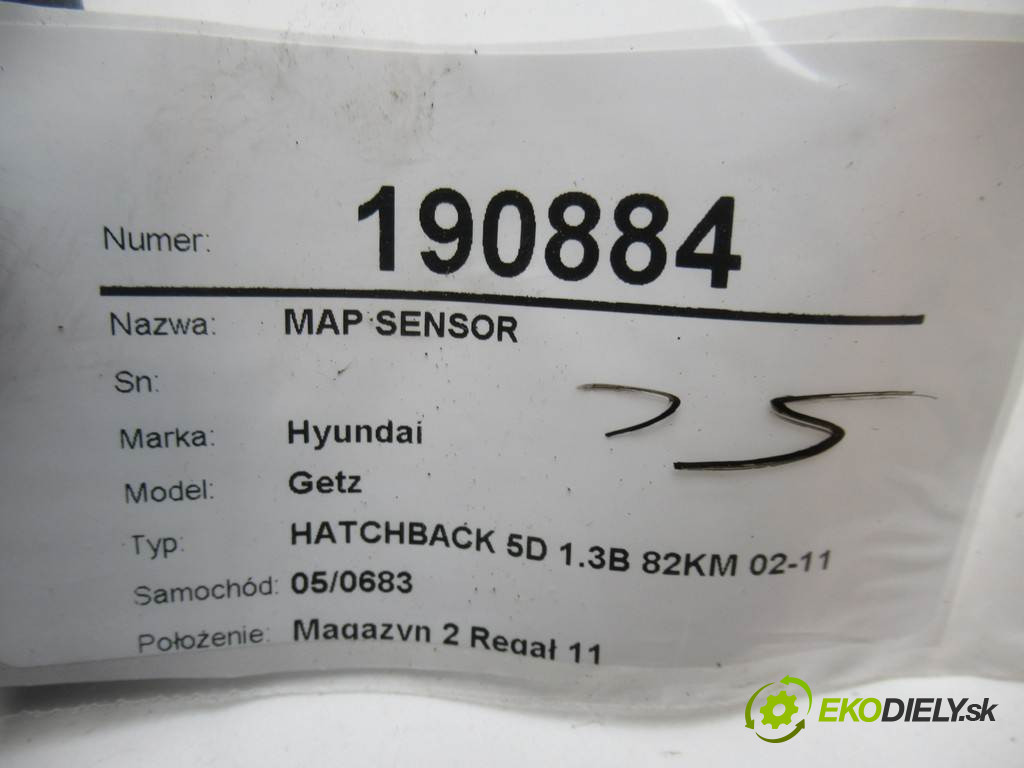 Numer: 190884
Nazwa: MAP SENSOR
Sn:
Marka: Hyundai
Model: Getz
Typ: HATCHBACK 5D 1.3B 82KM 02-11
Samochód: 05/0683
Położenie: Magazyn 2 Regał 11
EKODIELY.sk